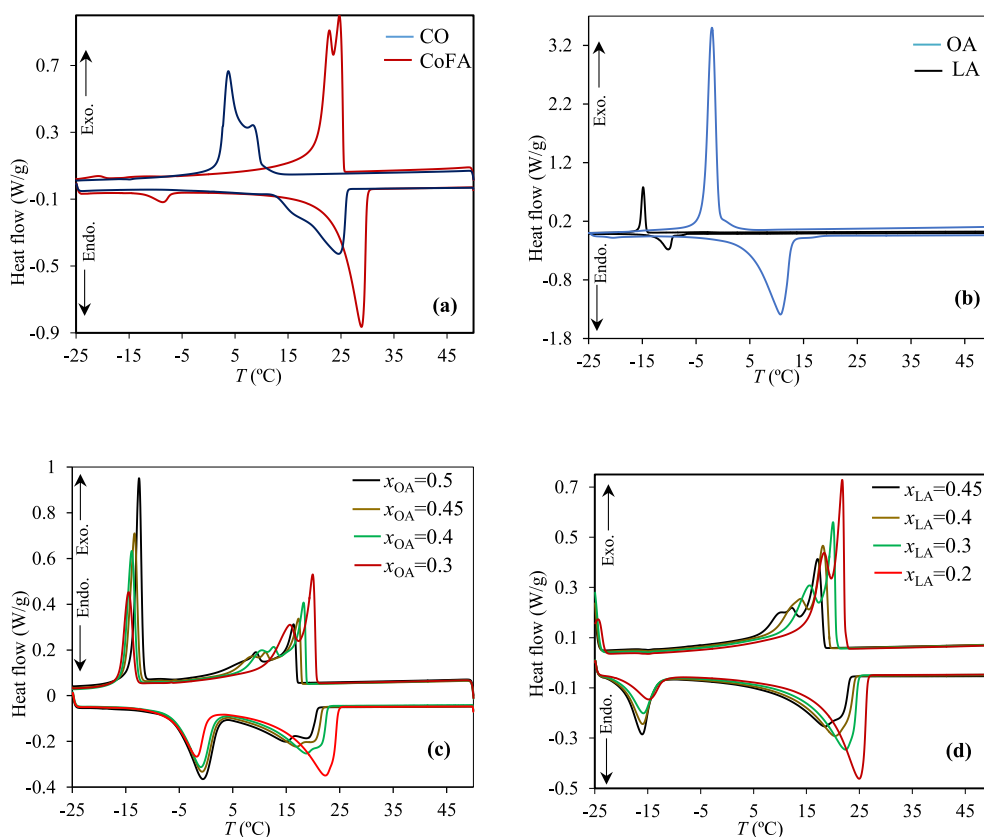 CO
CoFA
0.7
0.3
-0.1
-0.5
-0.9
Heat flow (W/g)
Exo.
Endo.
(a)
-25 -15 -5 5 15 25 35 45
T (ºC)
OA
LA
3.2
2.2
1.2
0.2
-0.8
-1.8
Heat flow (W/g)
Exo.
Endo.
(b)
-25 -15 -5 5 15 25 35 45
T (ºC)
xOA=0.5
xOA=0.45
xOA=0.4
xOA=0.3
1
0.8
0.6
0.4
0.2
0
-0.2
-0.4
Heat flow (W/g)
Exo.
Endo.
(c)
-25 -15 -5 5 15 25 35 45
T (ºC)
xLA=0.45
xLA=0.4
xLA=0.3
xLA=0.2
0.7
0.5
0.3
0.1
-0.1
-0.3
-0.5
Heat flow (W/g)
Exo.
Endo.
(d)
-25 -15 -5 5 15 25 35 45
T (ºC)